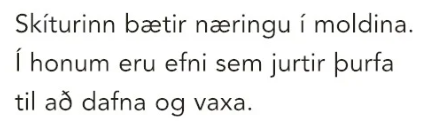 Skíturinn bætir næringu í moldina.
Í honum eru efni sem jurtir þurfa
til að dafna og vaxa.